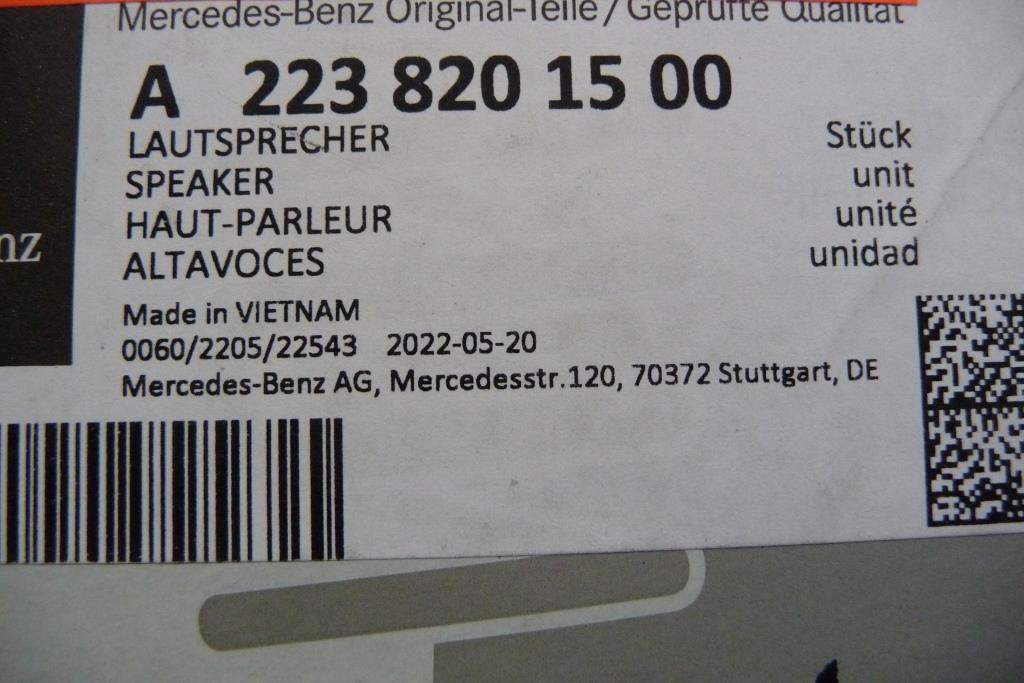 Mercedes-Benz Original-Teile / Geprüfte Qualität
A 223 820 15 00
LAUTSPRECHER Stück
SPEAKER unit
HAUT-PARLEUR unité
ALTAVOCES unidad
nz
Made in VIETNAM
0060/2205/22543 2022-05-20
Mercedes-Benz AG, Mercedesstr.120, 70372 Stuttgart, DE